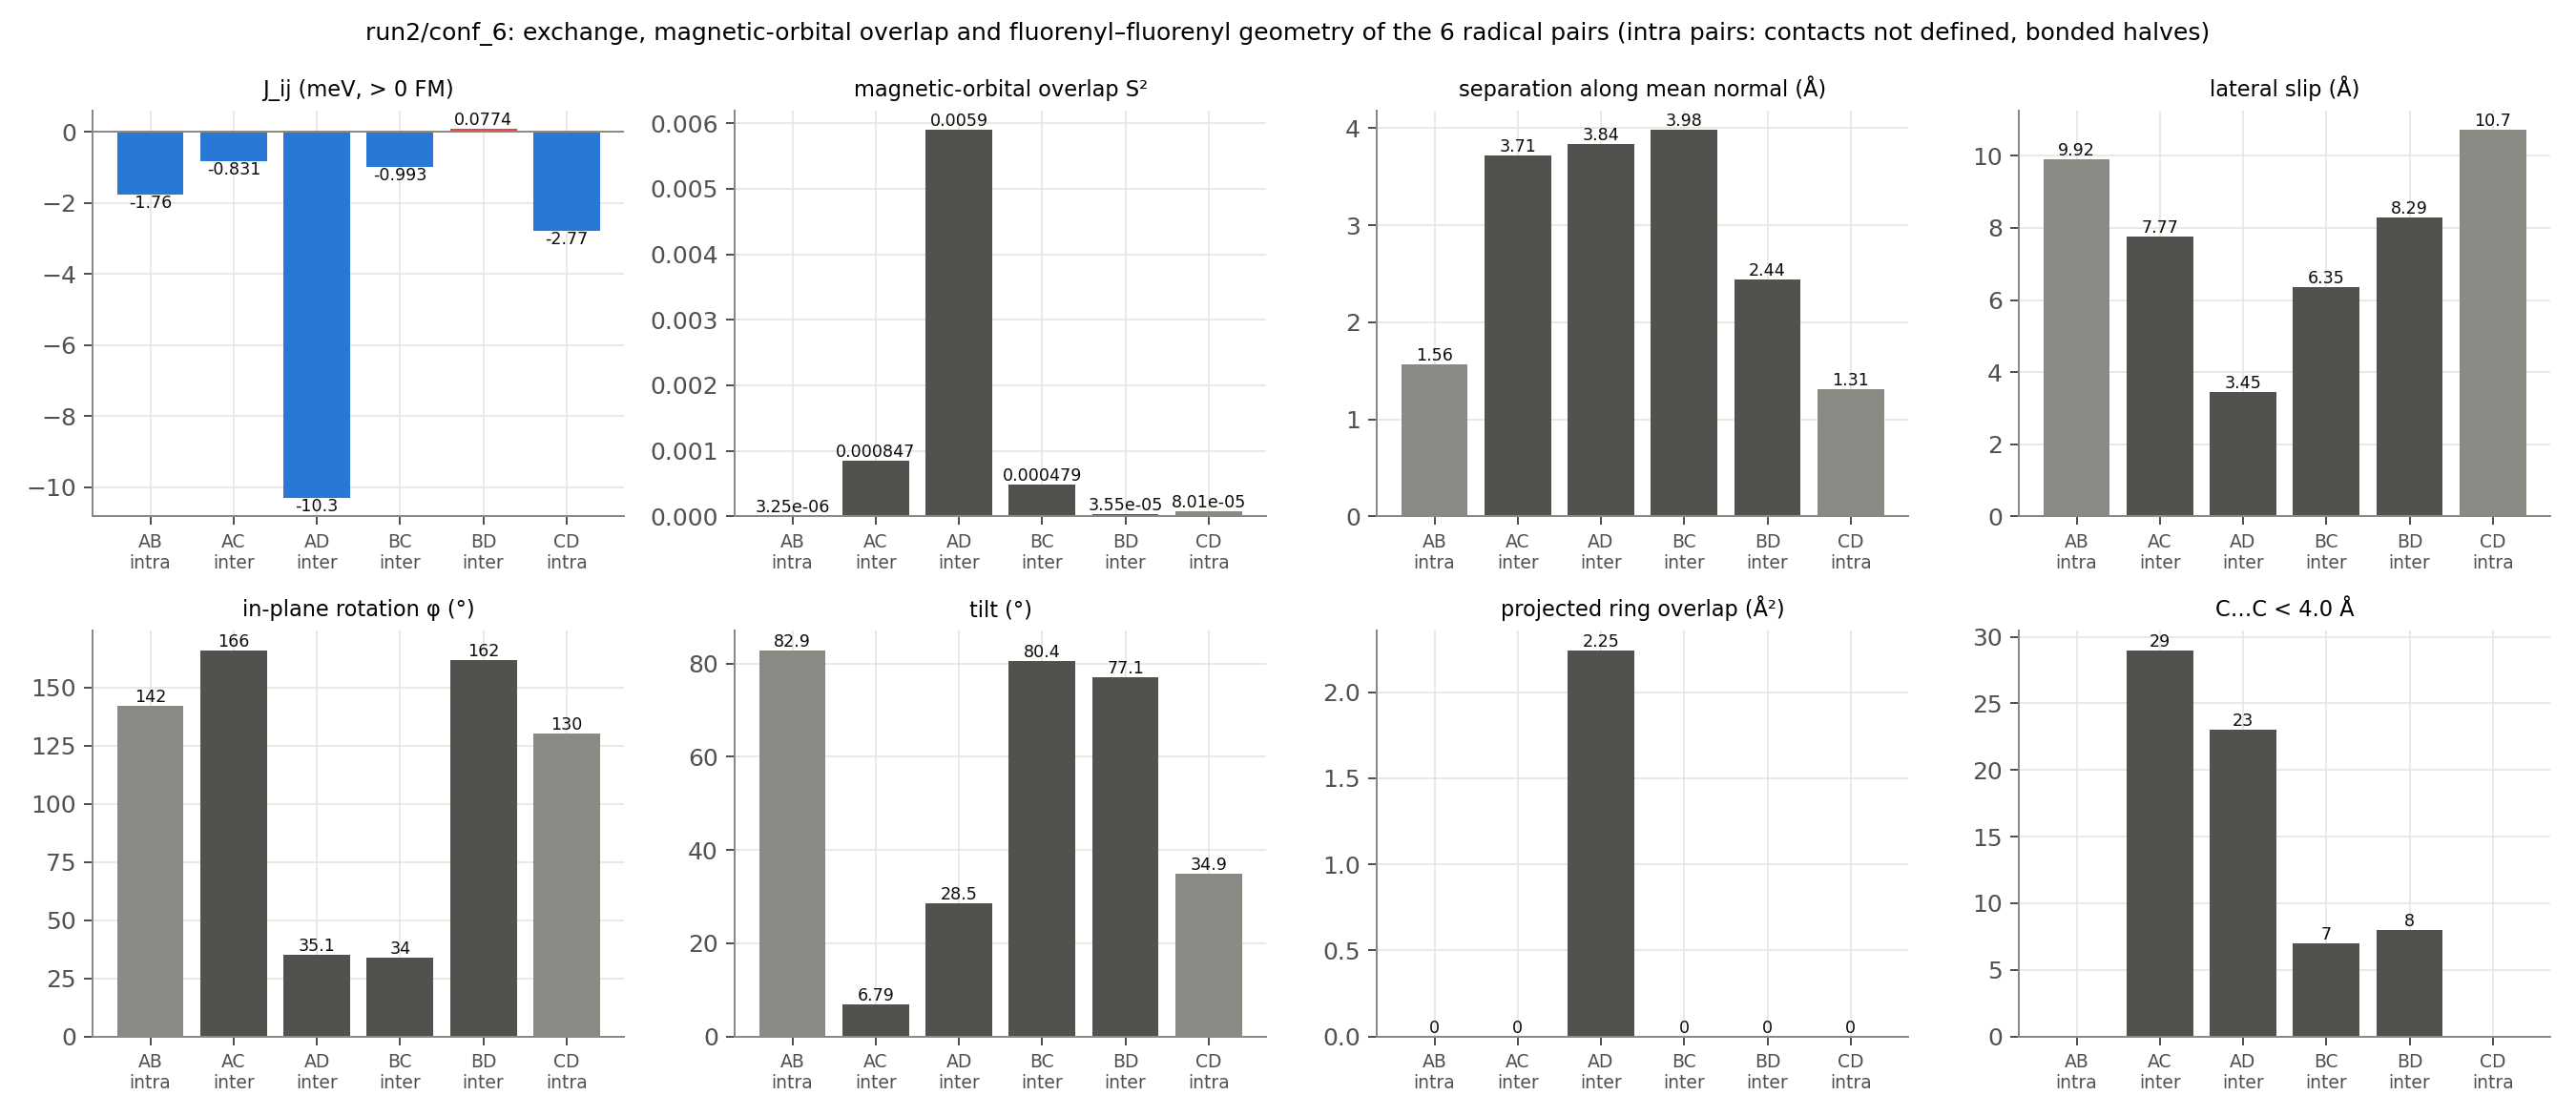 run2/conf_6: exchange, magnetic-orbital overlap and fluorenyl–fluorenyl geometry of the 6 radical pairs (intra pairs: contacts not defined, bonded halves)
J_ij (meV, > 0 FM)
0
−2
−4
−6
−8
−10
-1.76
-0.831
-10.3
-0.993
0.0774
-2.77
AB
intra
AC
inter
AD
inter
BC
inter
BD
inter
CD
intra
magnetic-orbital overlap S²
0.006
0.005
0.004
0.003
0.002
0.001
0.000
3.25e-06
0.000847
0.0059
0.000479
3.55e-05
8.01e-05
AB
intra
AC
inter
AD
inter
BC
inter
BD
inter
CD
intra
separation along mean normal (Å)
4
3
2
1
0
1.56
3.71
3.84
3.98
2.44
1.31
AB
intra
AC
inter
AD
inter
BC
inter
BD
inter
CD
intra
lateral slip (Å)
10
8
6
4
2
0
9.92
7.77
3.45
6.35
8.29
10.7
AB
intra
AC
inter
AD
inter
BC
inter
BD
inter
CD
intra
in-plane rotation φ (°)
150
125
100
75
50
25
0
142
166
35.1
34
162
130
AB
intra
AC
inter
AD
inter
BC
inter
BD
inter
CD
intra
tilt (°)
80
60
40
20
0
82.9
6.79
28.5
80.4
77.1
34.9
AB
intra
AC
inter
AD
inter
BC
inter
BD
inter
CD
intra
projected ring overlap (Å²)
2.0
1.5
1.0
0.5
0.0
0
0
2.25
0
0
0
AB
intra
AC
inter
AD
inter
BC
inter
BD
inter
CD
intra
C…C < 4.0 Å
30
25
20
15
10
5
0
29
23
7
8
AB
intra
AC
inter
AD
inter
BC
inter
BD
inter
CD
intra